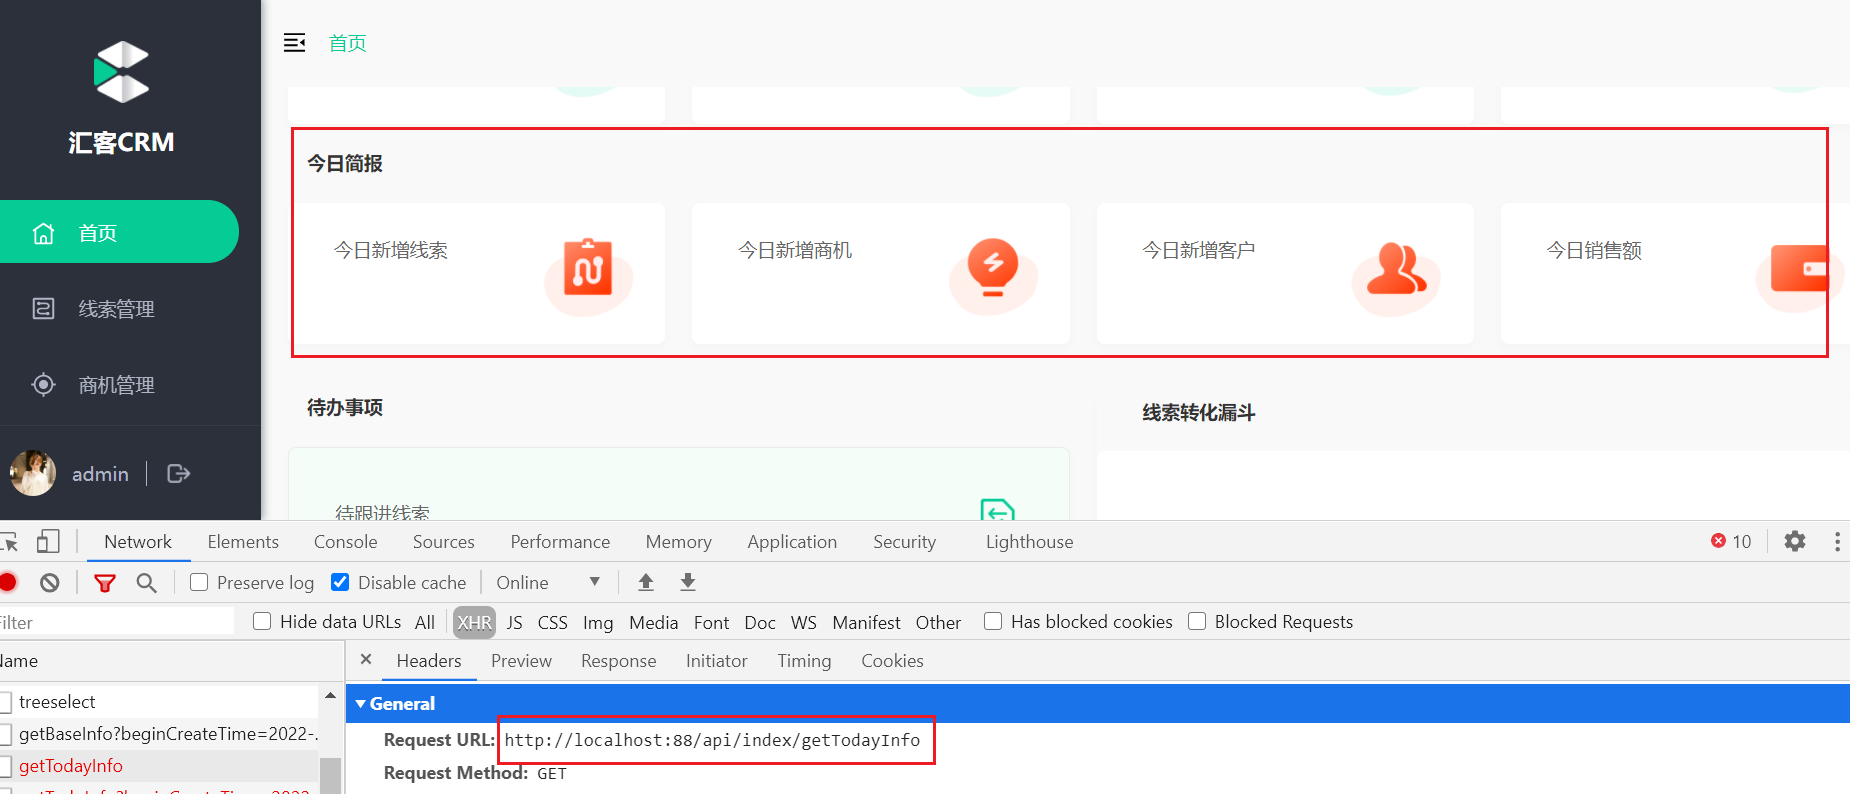 汇客CRM
首页
线索管理
商机管理
admin
首页
今日简报
今日新增线索
今日新增商机
今日新增客户
今日销售额
待办事项
线索转化漏斗
待跟进线索
Network Elements Console Sources Performance Memory Application Security Lighthouse 10
Preserve log Disable cache Online
Filter Hide data URLs All XHR JS CSS Img Media Font Doc WS Manifest Other Has blocked cookies Blocked Requests
Name
Headers Preview Response Initiator Timing Cookies
treeselect
getBaseInfo?beginCreateTime=2022-..
getTodayInfo
General
Request URL: http://localhost:88/api/index/getTodayInfo
Request Method: GET